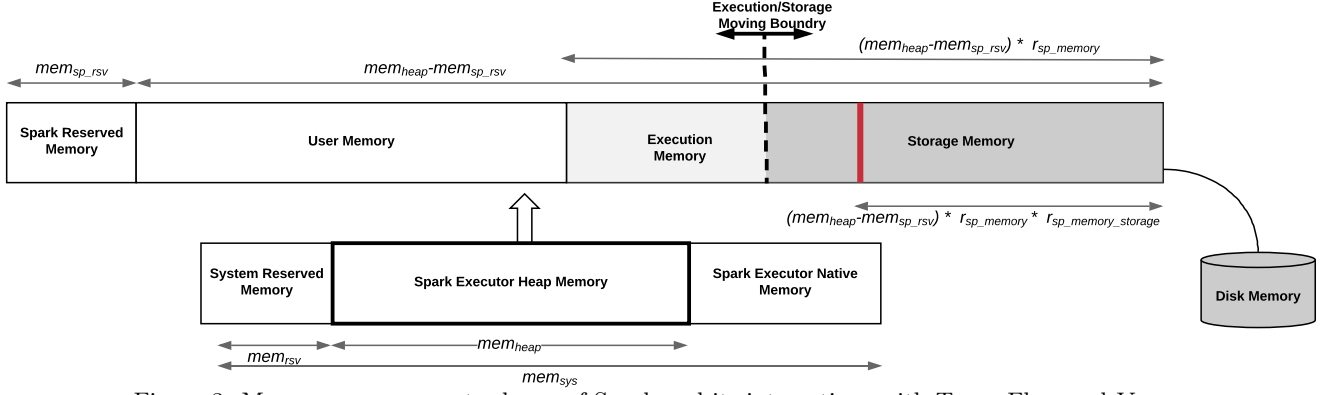 Execution/Storage
Moving Boundry
(mem_heap-mem_sp_rsv) * r_sp_memory
mem_sp_rsv
mem_heap-mem_sp_rsv
Spark Reserved
Memory
User Memory
Execution
Memory
Storage Memory
(mem_heap-mem_sp_rsv) * r_sp_memory * r_sp_memory_storage
System Reserved
Memory
Spark Executor Heap Memory
Spark Executor Native
Memory
Disk Memory
mem_heap
mem_rsv
mem_sys